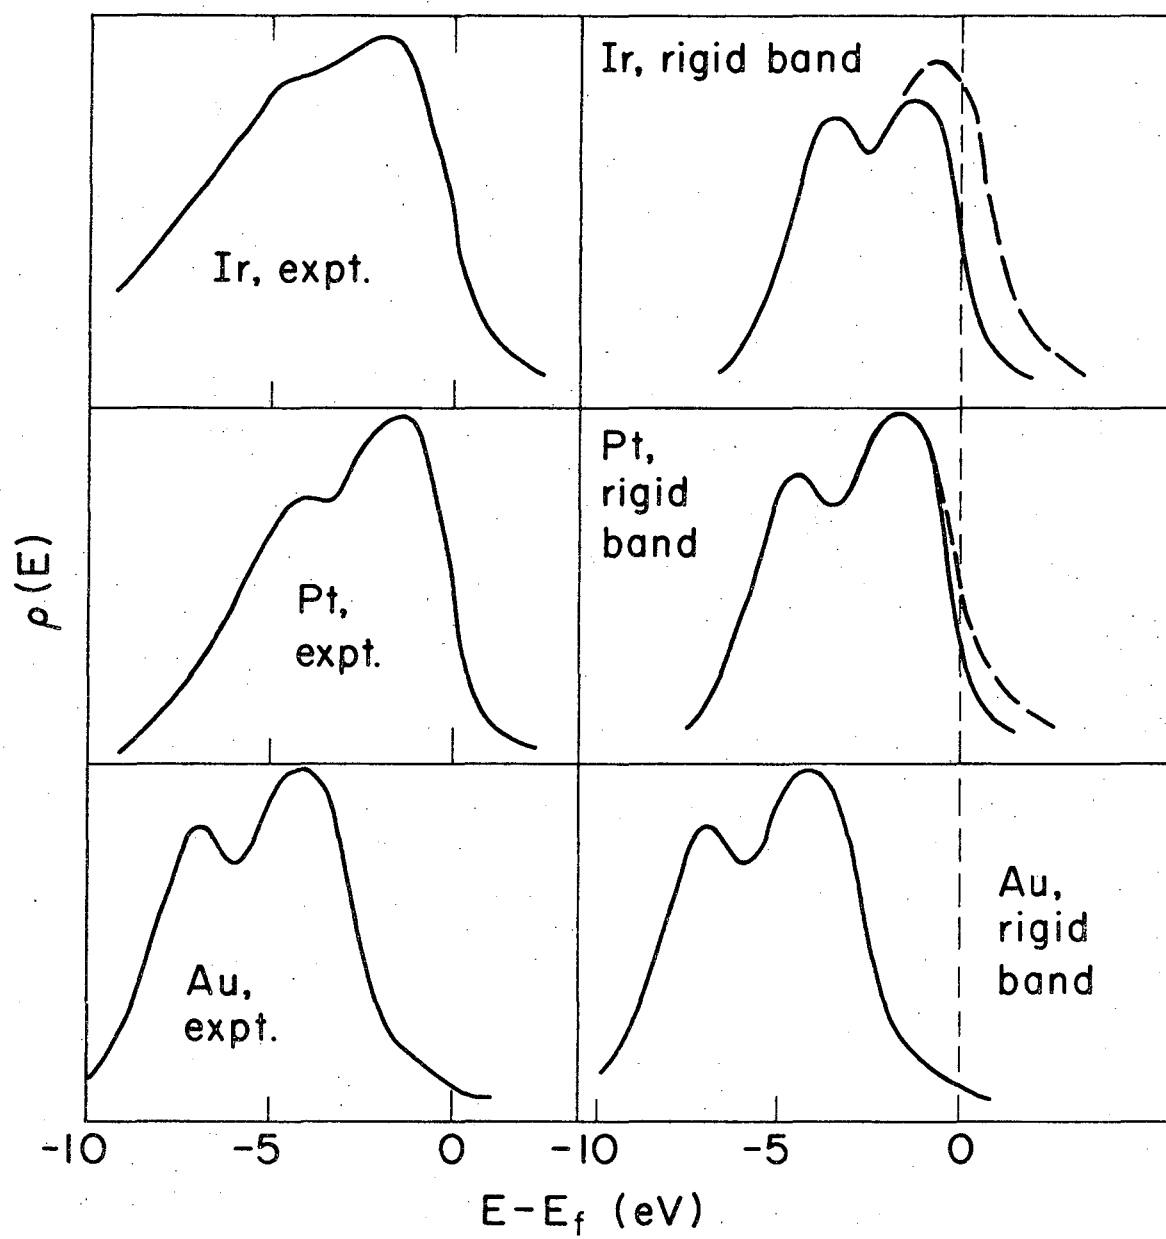 Ir, expt.
Ir, rigid band
Pt,
expt.
Pt,
rigid
band
Au,
expt.
Au,
rigid
band
ρ(E)
-10 -5 0 -10 -5 0
E-Ef (eV)